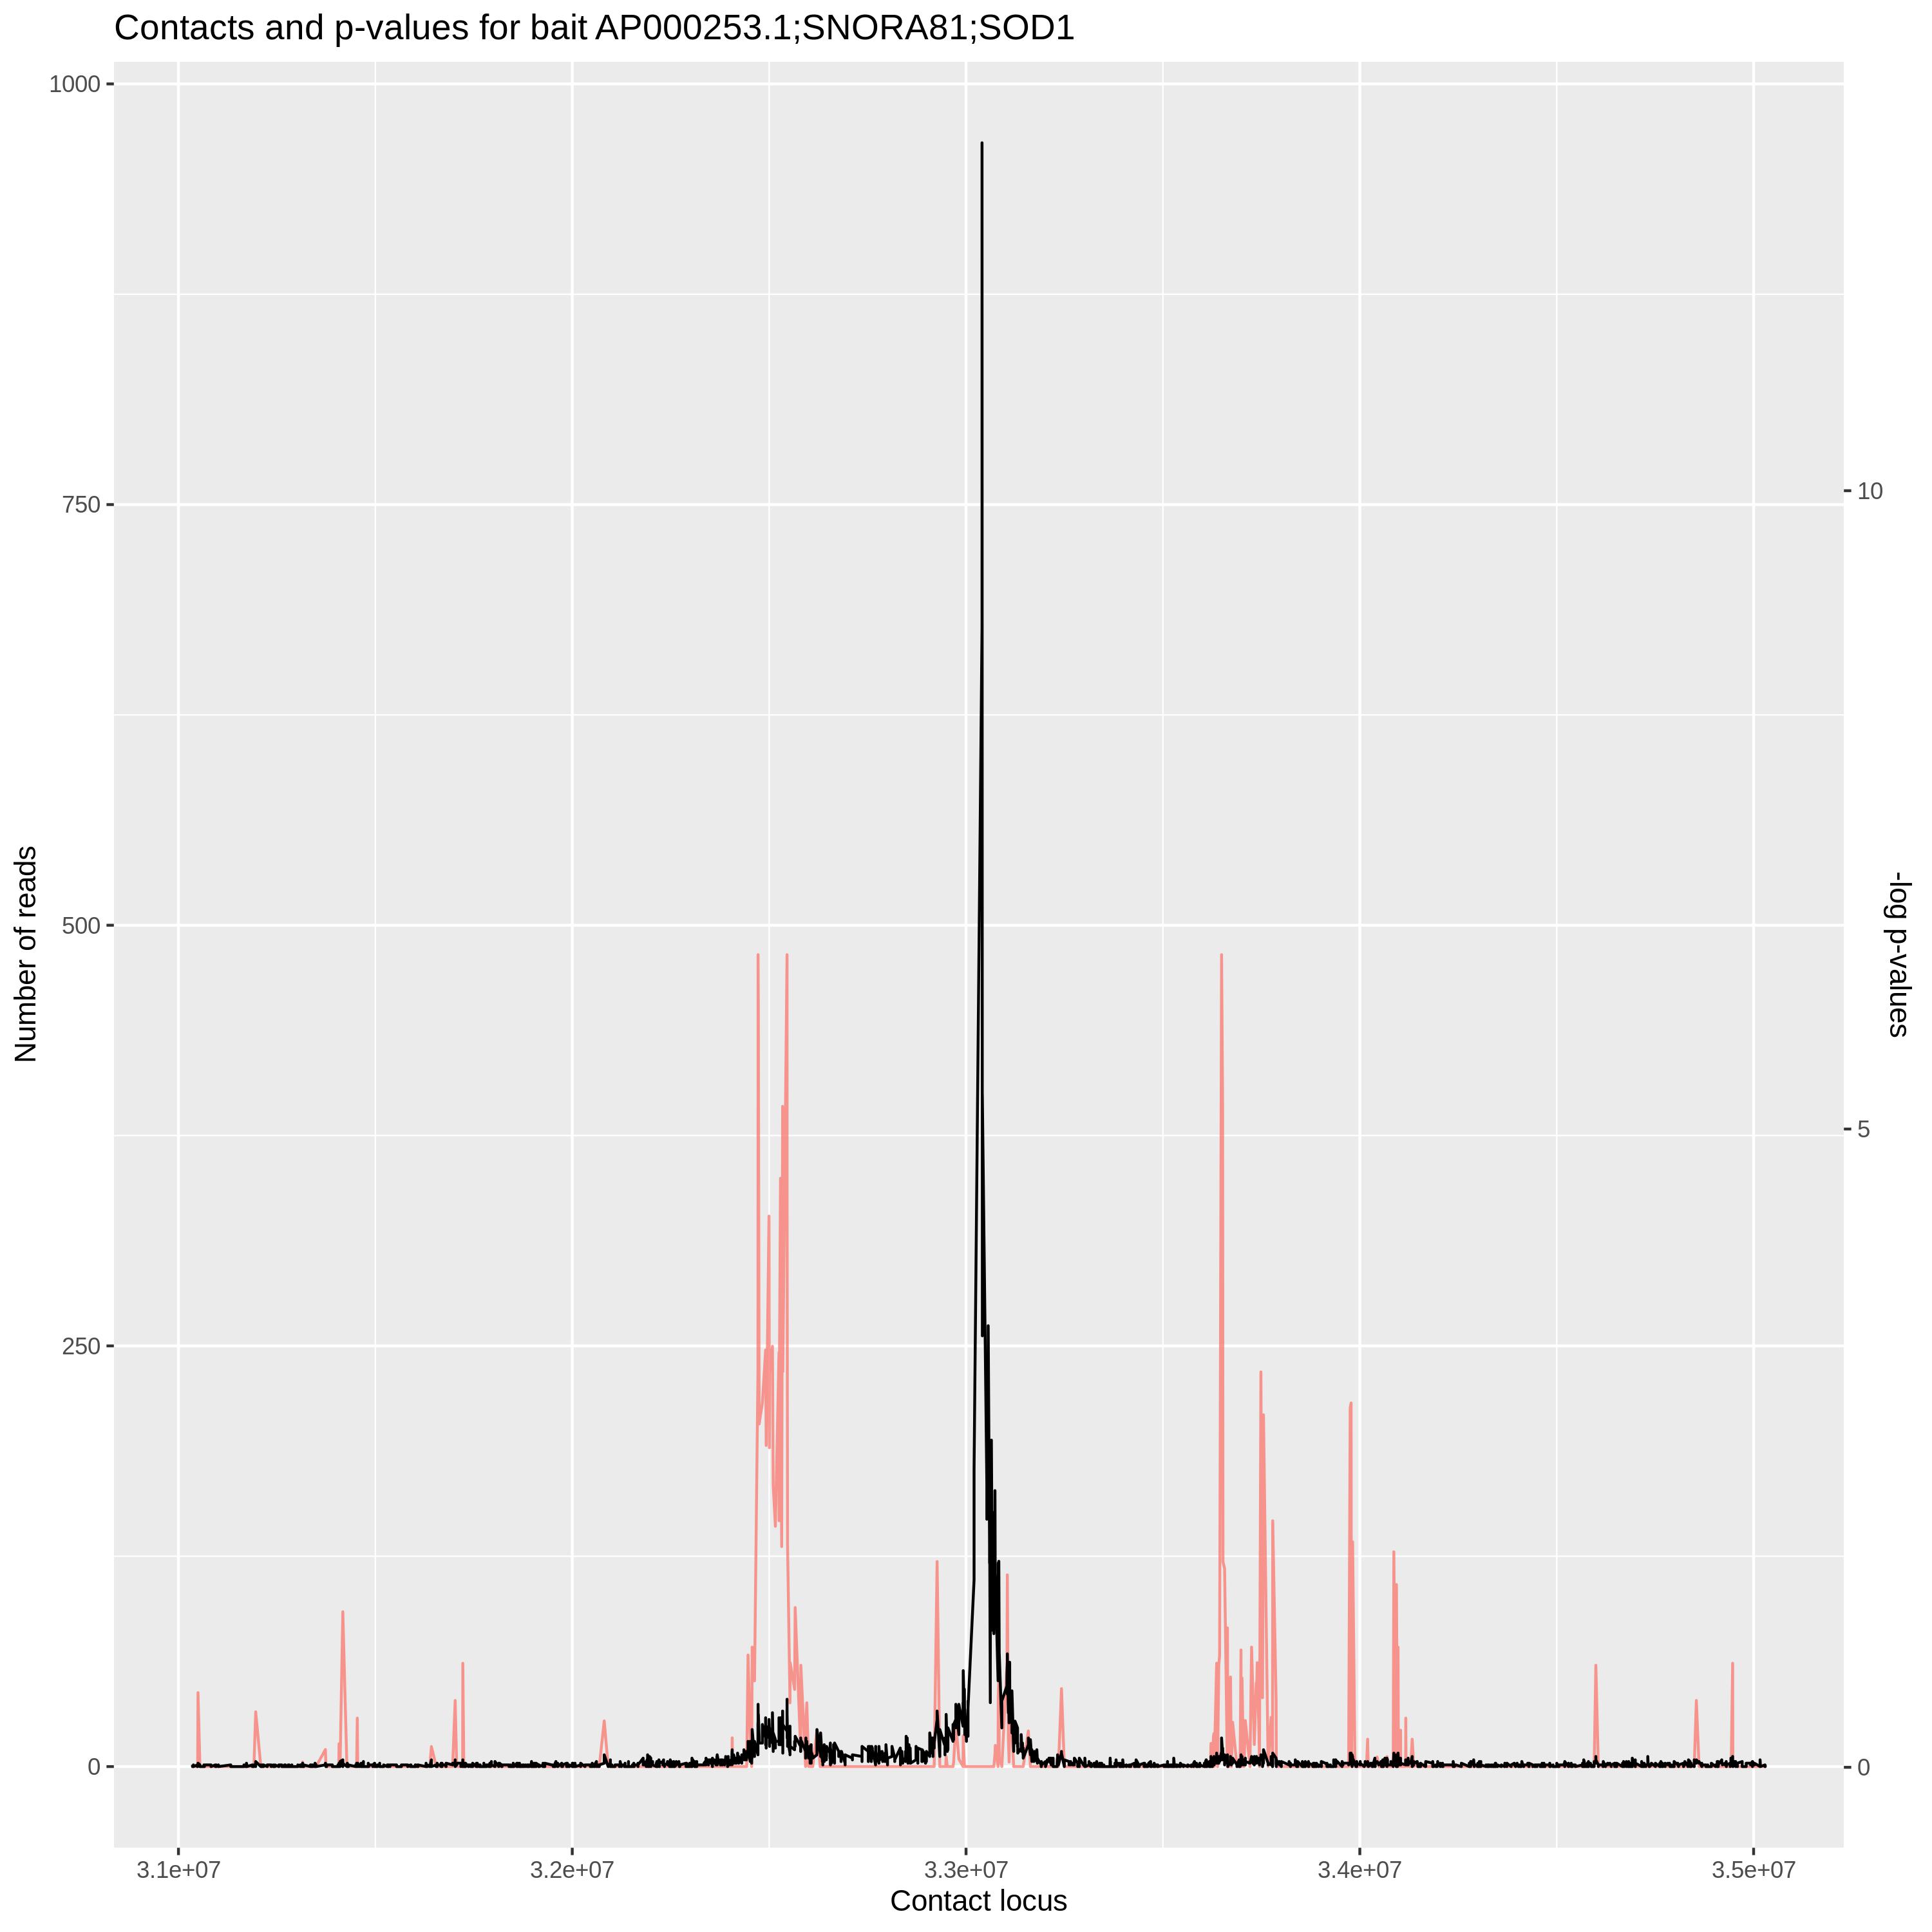 Contacts and p-values for bait AP000253.1;SNORA81;SOD1
1000
750
500
250
0
Number of reads
10
5
0
-log p-values
3.1e+07
3.2e+07
3.3e+07
3.4e+07
3.5e+07
Contact locus